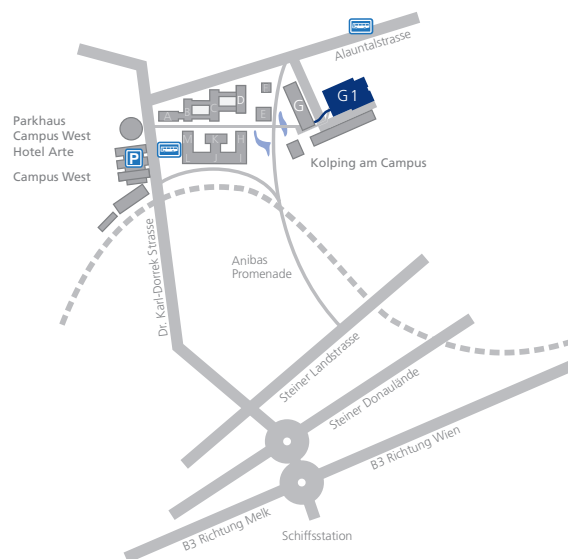 Alauntalstrasse
G 1
G
F
E
D
C
B
A
M
K
H
L
J
I
Parkhaus
Campus West
Hotel Arte
Campus West
P
Kolping am Campus
Dr. Karl-Dorrek Strasse
Anibas
Promenade
Steiner Landstrasse
Steiner Donaulände
B3 Richtung Wien
B3 Richtung Melk
Schiffsstation